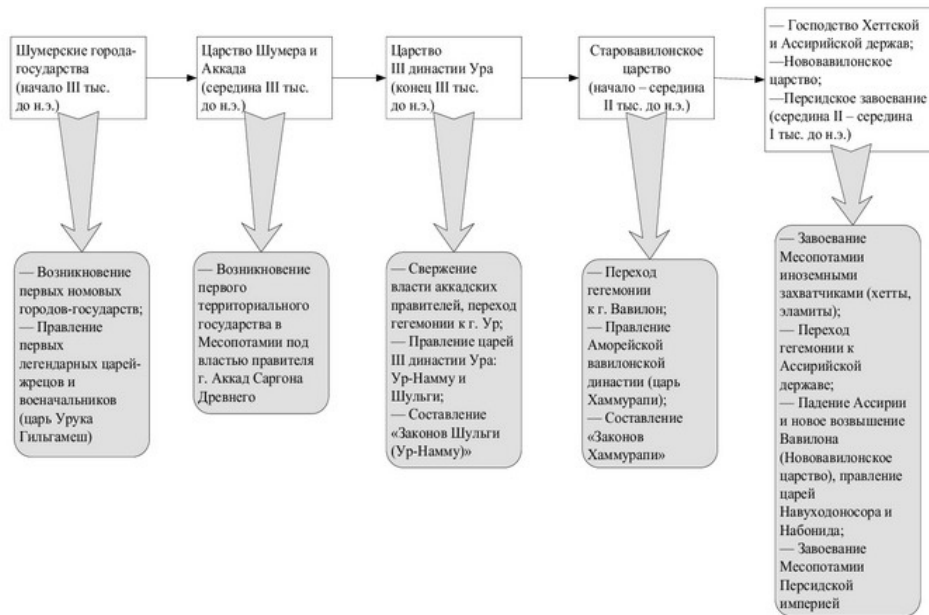 Шумерские города-
государства
(начало III тыс.
до н.э.)
Царство Шумера и
Аккада
(середина III тыс.
до н.э.)
Царство
III династии Ура
(конец III тыс.
до н.э.)
Старовавилонское
царство
(начало – середина
II тыс. до н.э.)
— Господство Хеттской
и Ассирийской держав;
—Нововавилонское
царство;
—Персидское завоевание
(середина II – середина
I тыс. до н.э.)
— Возникновение
первых номовых
городов-государств;
— Правление
первых
легендарных царей-
жрецов и
военачальников
(царь Урука
Гильгамеш)
— Возникновение
первого
территориального
государства в
Месопотамии под
властью правителя
г. Аккад Саргона
Древнего
— Свержение
власти аккадских
правителей, переход
гегемонии к г. Ур;
— Правление царей
III династии Ура:
Ур-Намму и
Шульги;
— Составление
«Законов Шульги
(Ур-Намму)»
— Переход
гегемонии
к г. Вавилон;
— Правление
Аморейской
вавилонской
династии (царь
Хаммурапи);
— Составление
«Законов
Хаммурапи»
— Завоевание
Месопотамии
иноземными
захватчиками (хетты,
эламиты);
— Переход
гегемонии к
Ассирийской
державе;
— Падение Ассирии
и новое возвышение
Вавилона
(Нововавилонское
царство), правление
царей
Навуходоносора и
Набонида;
— Завоевание
Месопотамии
Персидской
империей